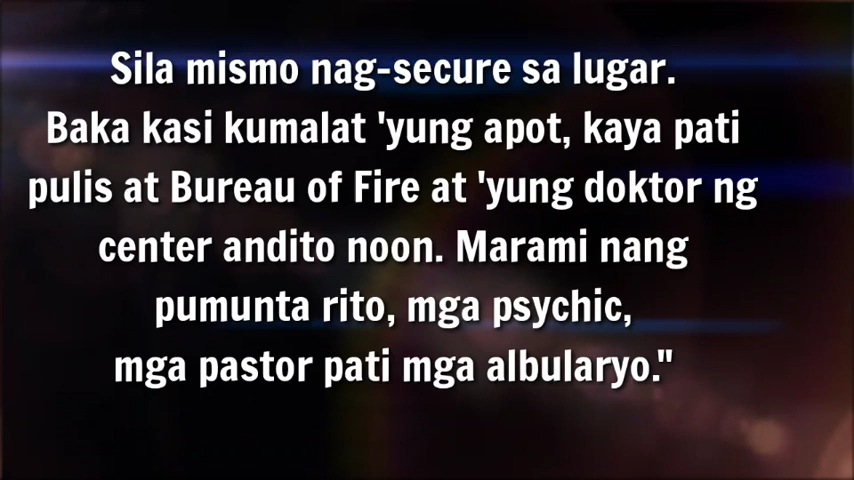 Sila mismo nag-secure sa lugar.
Baka kasi kumalat 'yung apot, kaya pati
pulis at Bureau of Fire at 'yung doktor ng
center andito noon. Marami nang
pumunta rito, mga psychic,
mga pastor pati mga albularyo."